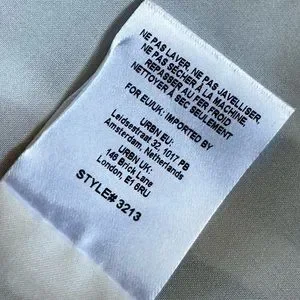 NE PAS LAVER, NE PAS JAVELLISER,
NE PAS SÉCHER À LA MACHINE,
REPASSER AU FER FROID
NETTOYER À SEC SEULEMENT
FOR EU/UK: IMPORTED BY
URBN EU:
Leidsestraat 32, 1017 PB
Amsterdam, Netherlands
URBN UK:
146 Brick Lane
London, E1 6RU
STYLE# 3213